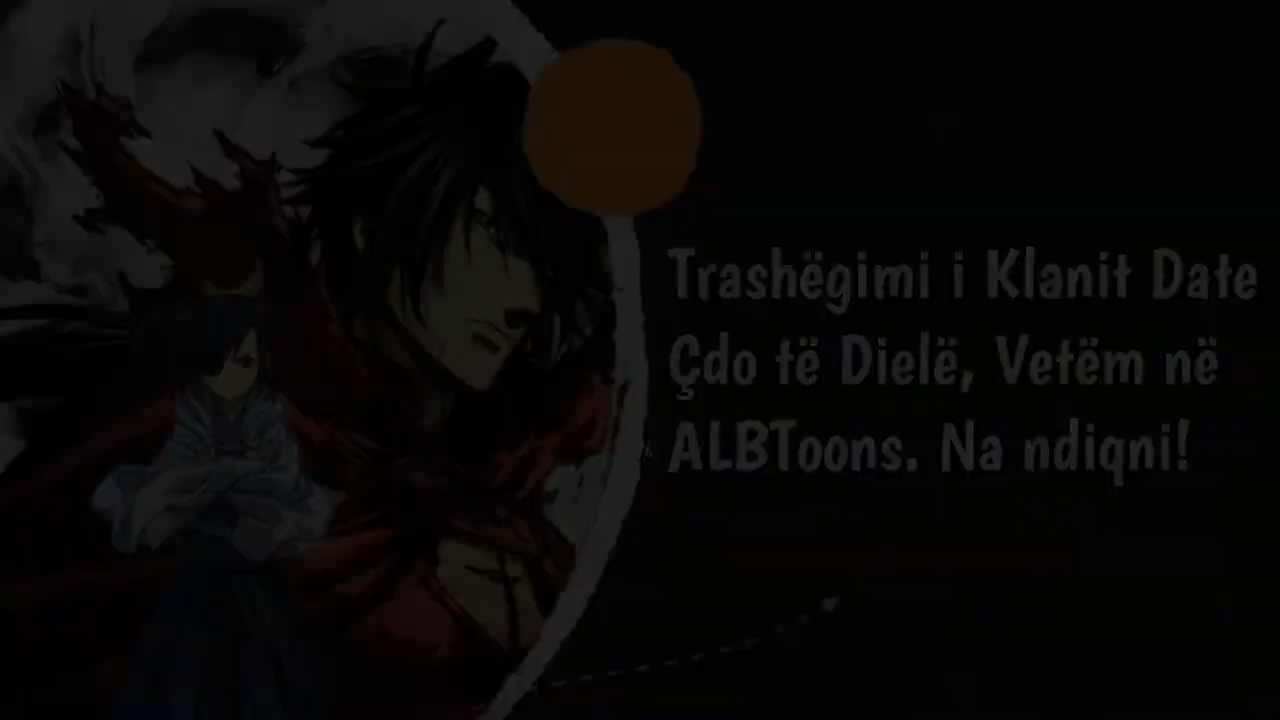 Trashëgimi i Klanit Date
Çdo të Dielë, Vetëm në
ALBToons. Na ndiqni!